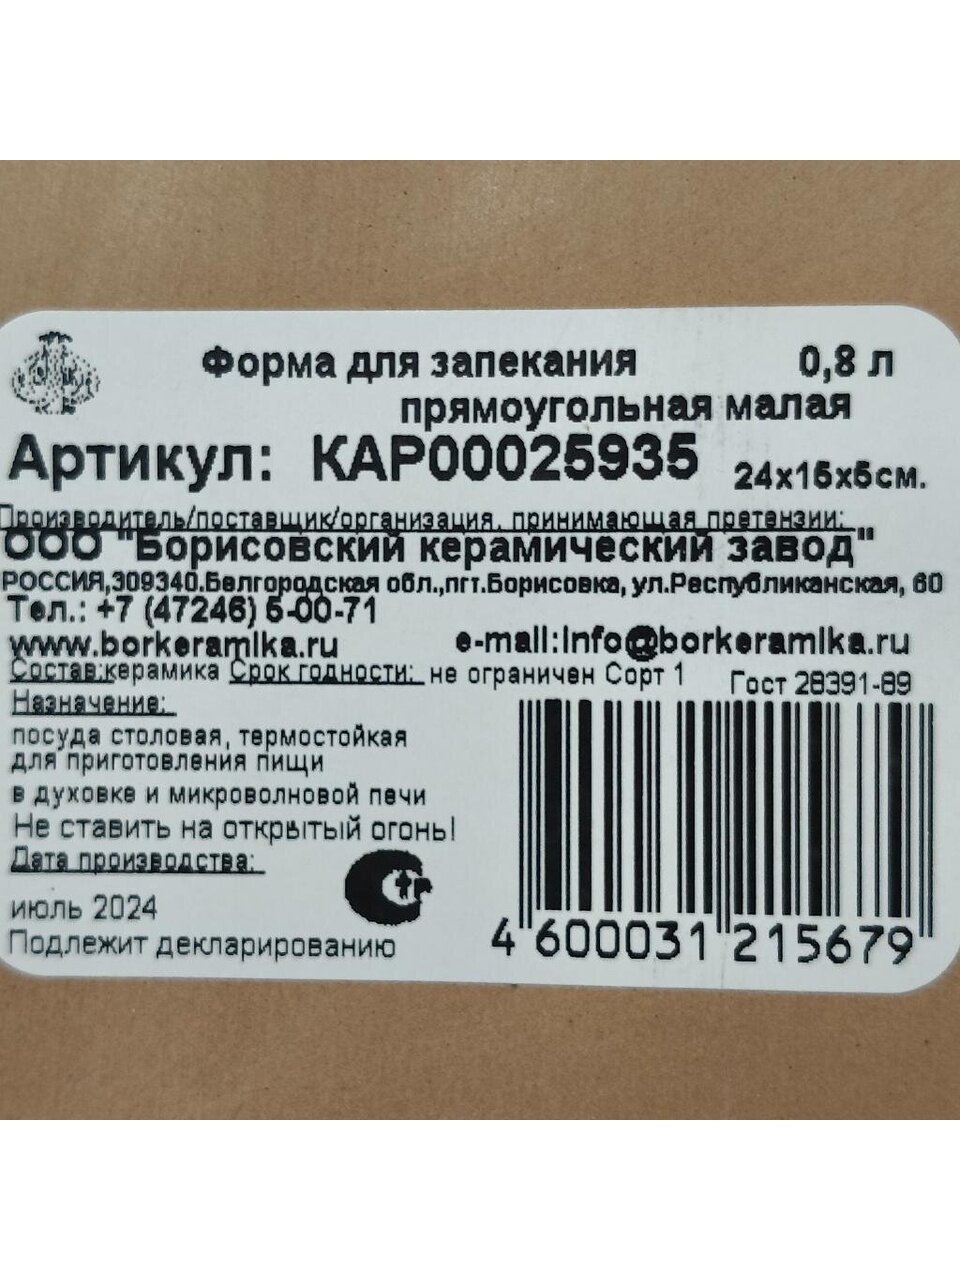 Форма для запекания 0,8 л
прямоугольная малая
Артикул: КАР00025935 24х15х5см.
Производитель/поставщик/организация, принимающая претензии:
ООО "Борисовский керамический завод"
РОССИЯ,309340.Белгородская обл.,пгт.Борисовка, ул.Республиканская, 60
Тел.: +7 (47246) 5-00-71
www.borkeramika.ru e-mail:info@borkeramika.ru
Состав:керамика Срок годности: не ограничен Сорт 1 Гост 28391-89
Назначение:
посуда столовая, термостойкая
для приготовления пищи
в духовке и микроволновой печи
Не ставить на открытый огонь!
Дата производства:
июль 2024
Подлежит декларированию
4 600031 215679